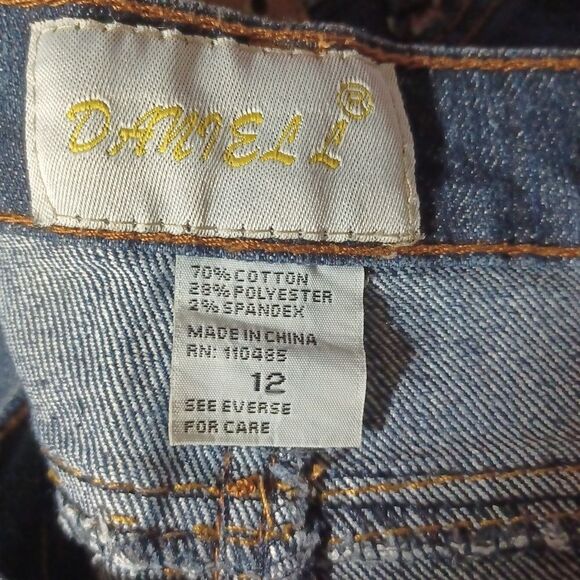 DANIEL L ®
70% COTTON
28% POLYESTER
2% SPANDEX
MADE IN CHINA
RN: 110485
12
SEE EVERSE
FOR CARE